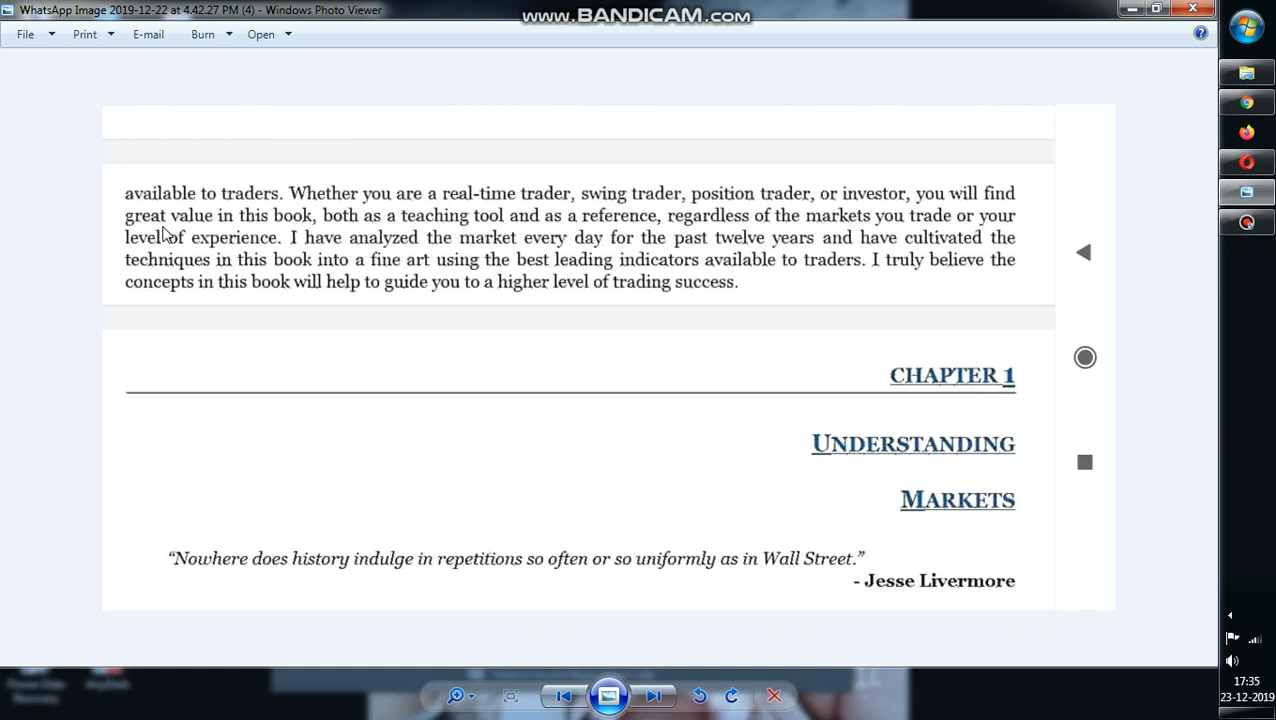 WhatsApp Image 2019-12-22 at 4.42.27 PM (4) - Windows Photo Viewer
www.BANDICAM.com
File
Print
E-mail
Burn
Open
available to traders. Whether you are a real-time trader, swing trader, position trader, or investor, you will find
great value in this book, both as a teaching tool and as a reference, regardless of the markets you trade or your
level of experience. I have analyzed the market every day for the past twelve years and have cultivated the
techniques in this book into a fine art using the best leading indicators available to traders. I truly believe the
concepts in this book will help to guide you to a higher level of trading success.
CHAPTER 1
UNDERSTANDING
MARKETS
“Nowhere does history indulge in repetitions so often or so uniformly as in Wall Street.”
- Jesse Livermore
17:35
23-12-2019